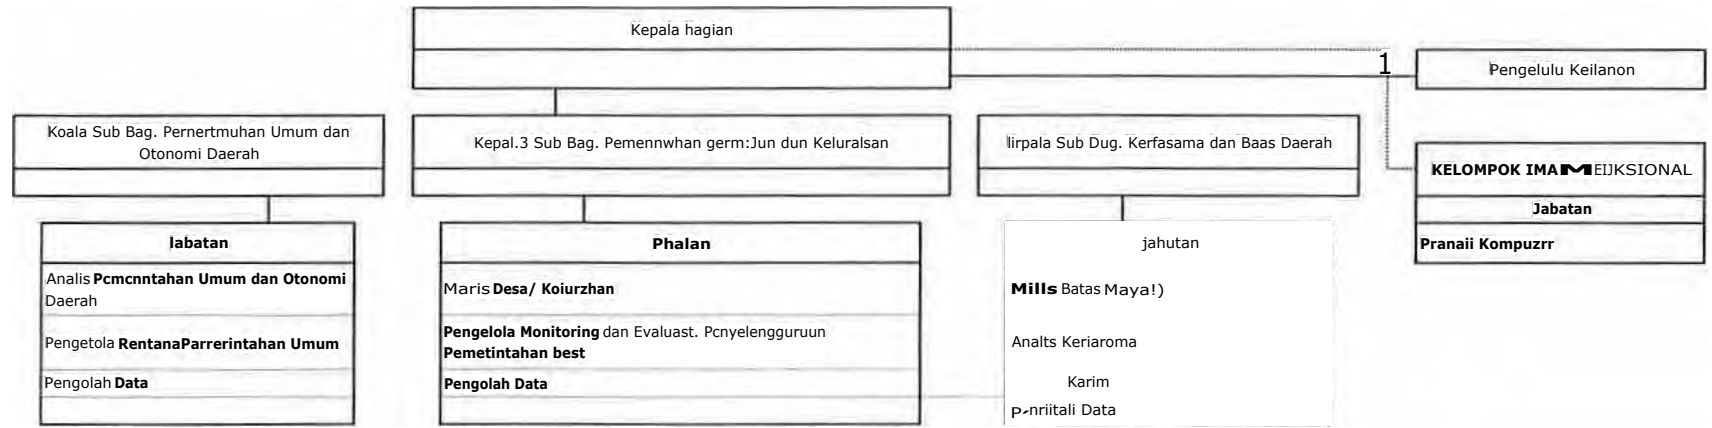 Kepala hagian
1
Pengelulu Keilanon
Koala Sub Bag. Pernertmuhan Umum dan
Otonomi Daerah
Kepal.3 Sub Bag. Pemennwhan germ:Jun dun Keluralsan
lirpala Sub Dug. Kerfasama dan Baas Daerah
KELOMPOK IMA MEIJKSIONAL
Jabatan
Pranaii Kompuzrr
labatan
Analis Pcmcnntahan Umum dan Otonomi
Daerah
Pengetola RentanaParrerintahan Umum
Pengolah Data
Phalan
Maris Desa/ Koiurzhan
Pengelola Monitoring dan Evaluast. Pcnyelengguruun
Pemetintahan best
Pengolah Data
jahutan
Mills Batas Maya!)
Analts Keriaroma
Karim
P-nriitali Data